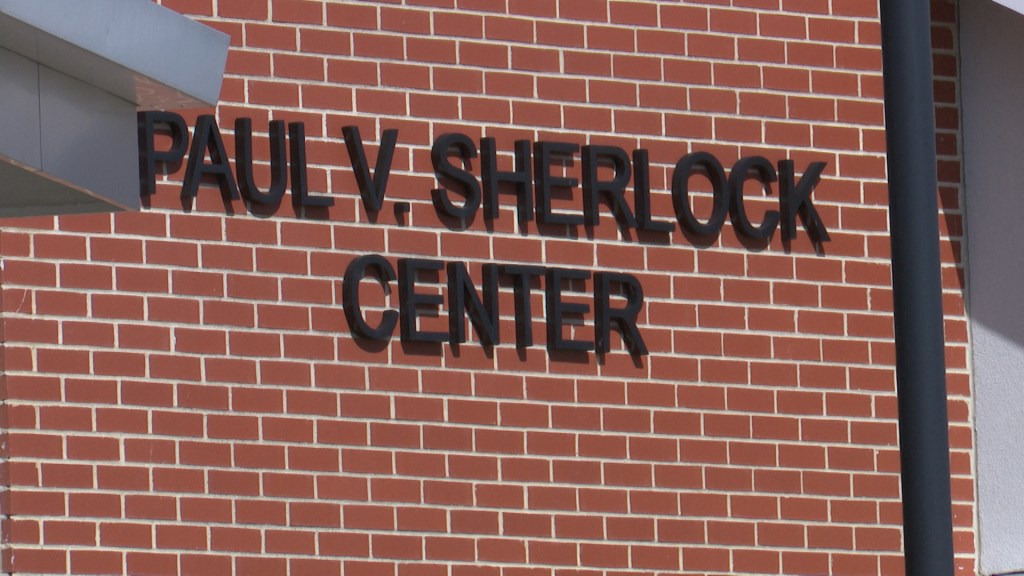 PAUL V. SHERLOCK
CENTER